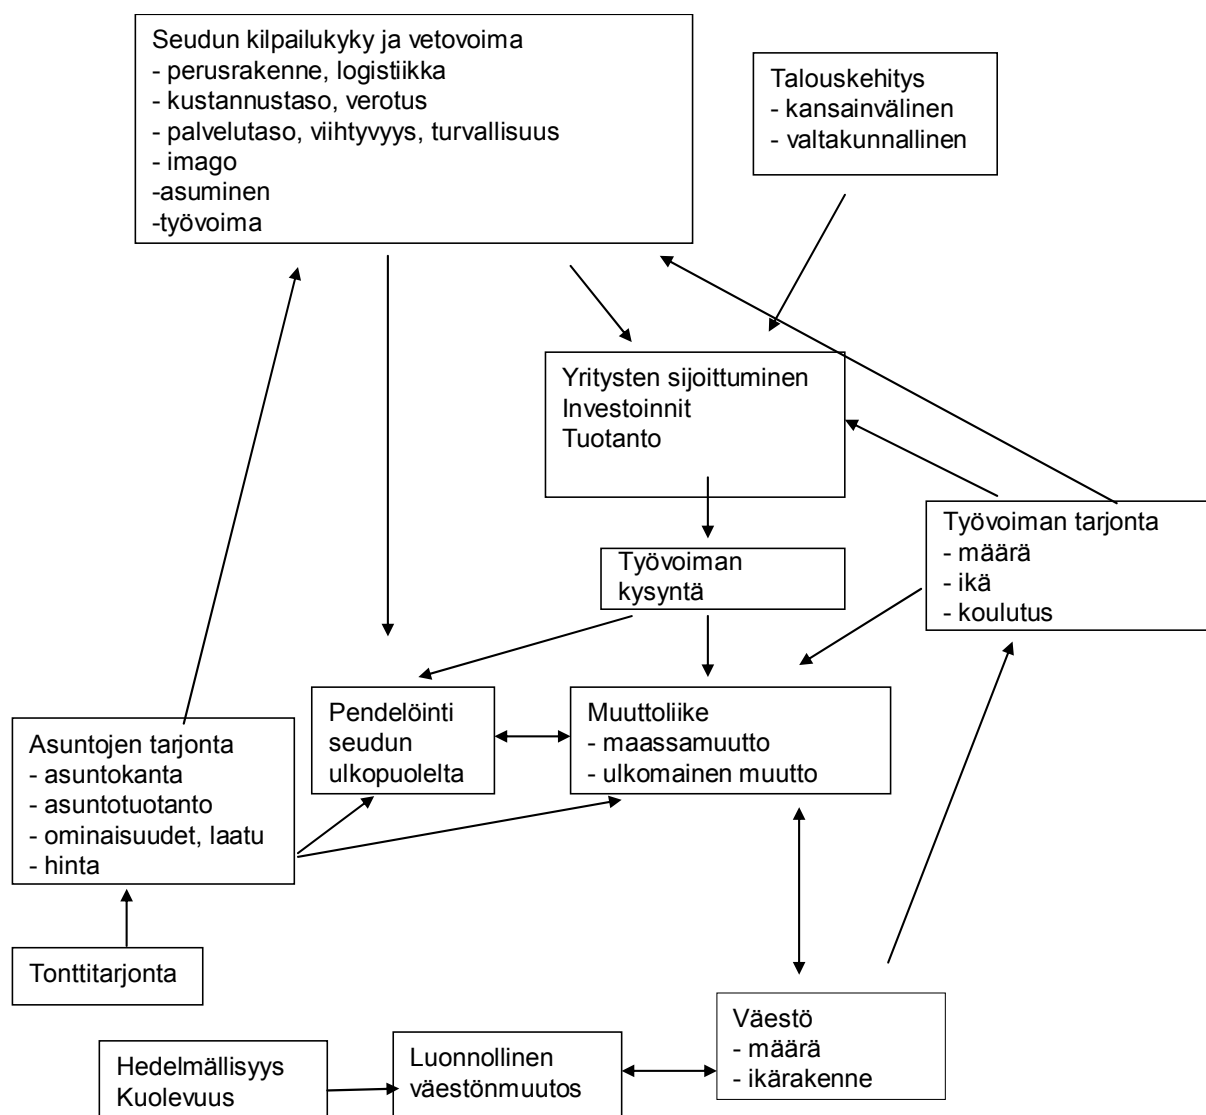 Seudun kilpailukyky ja vetovoima
- perusrakenne, logistiikka
- kustannustaso, verotus
- palvelutaso, viihtyvyys, turvallisuus
- imago
-asuminen
-työvoima
Talouskehitys
- kansainvälinen
- valtakunnallinen
Yritysten sijoittuminen
Investoinnit
Tuotanto
Työvoiman tarjonta
- määrä
- ikä
- koulutus
Työvoiman
kysyntä
Pendelöinti
seudun
ulkopuolelta
Muuttoliike
- maassamuutto
- ulkomainen muutto
Asuntojen tarjonta
- asuntokanta
- asuntotuotanto
- ominaisuudet, laatu
- hinta
Tonttitarjonta
Väestö
- määrä
- ikärakenne
Luonnollinen
väestönmuutos
Hedelmällisyys
Kuolevuus